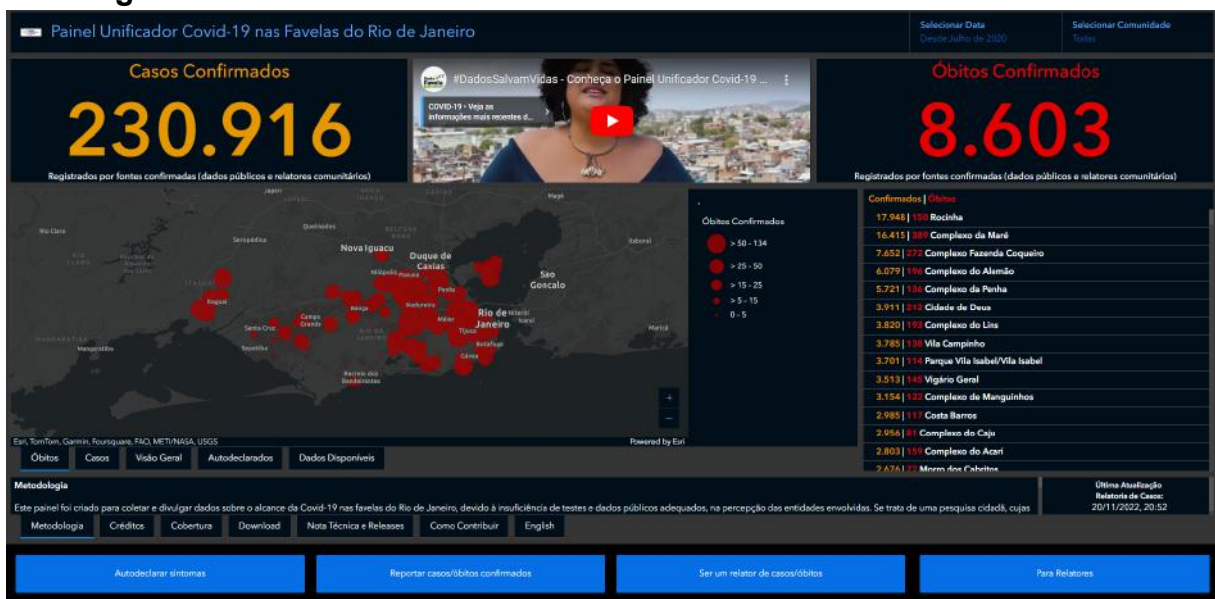 Painel Unificador Covid-19 nas Favelas do Rio de Janeiro
Selecionar Data
Desde Julho de 2020
Selecionar Comunidade
Todas
Casos Confirmados
230.916
Registrados por fontes confirmadas (dados públicos e relatores comunitários)
#DadosSalvamVidas - Conheça o Painel Unificador Covid-19 ...
COVID-19 • Veja as
informações mais recentes d...
Óbitos Confirmados
8.603
Registrados por fontes confirmadas (dados públicos e relatores comunitários)
Japeri
Magé
Rio Claro
Queimados
Seropédica
Nova Iguacu
Itaboraí
Duque de
Caxias
Nilópolis
Sao
Goncalo
Penha
Itaguaí
Bangu
Madureira
Campo
Grande
Méier
Rio de
Janeiro
Niterói
Icaraí
Santa Cruz
Tijuca
Maricá
Mangaratiba
Sepetiba
Botafogo
Gávea
Recreio dos
Bandeirantes
+
−
Esri, TomTom, Garmin, Foursquare, FAO, METI/NASA, USGS
Powered by Esri
Óbitos Confirmados
> 50 - 134
> 25 - 50
> 15 - 25
> 5 - 15
0 - 5
Confirmados | Óbitos
17.948 | 150 Rocinha
16.415 | 389 Complexo da Maré
7.652 | 272 Complexo Fazenda Coqueiro
6.079 | 196 Complexo do Alemão
5.721 | 136 Complexo da Penha
3.911 | 212 Cidade de Deus
3.820 | 193 Complexo do Lins
3.785 | 138 Vila Campinho
3.701 | 114 Parque Vila Isabel/Vila Isabel
3.513 | 145 Vigário Geral
3.154 | 122 Complexo de Manguinhos
2.985 | 117 Costa Barros
2.956 | 81 Complexo do Caju
2.803 | 159 Complexo do Acari
2.676 | 72 Morro dos Cabritos
Óbitos
Casos
Visão Geral
Autodeclarados
Dados Disponíveis
Metodologia
Este painel foi criado para coletar e divulgar dados sobre o alcance da Covid-19 nas favelas do Rio de Janeiro, devido à insuficiência de testes e dados públicos adequados, na percepção das entidades envolvidas. Se trata de uma pesquisa cidadã, cujas
Última Atualização
Relatoria de Casos:
20/11/2022, 20:52
Metodologia
Créditos
Cobertura
Download
Nota Técnica e Releases
Como Contribuir
English
Autodeclarar sintomas
Reportar casos/óbitos confirmados
Ser um relator de casos/óbitos
Para Relatores